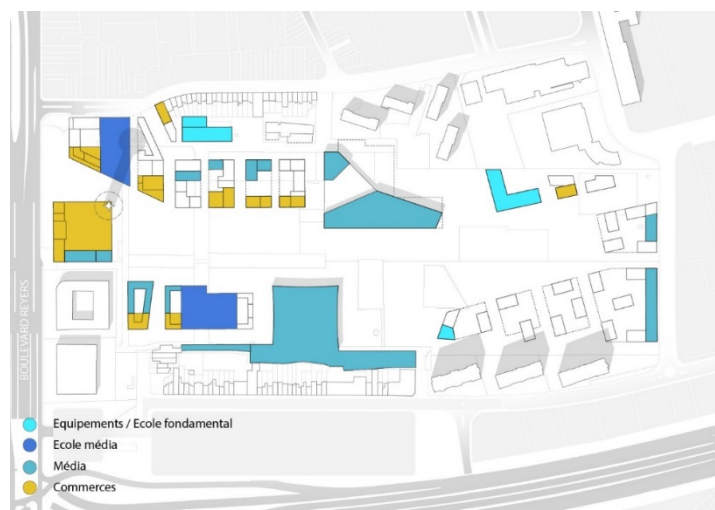 BOULEVARD REYERS
Equipements / Ecole fondamental
Ecole média
Média
Commerces